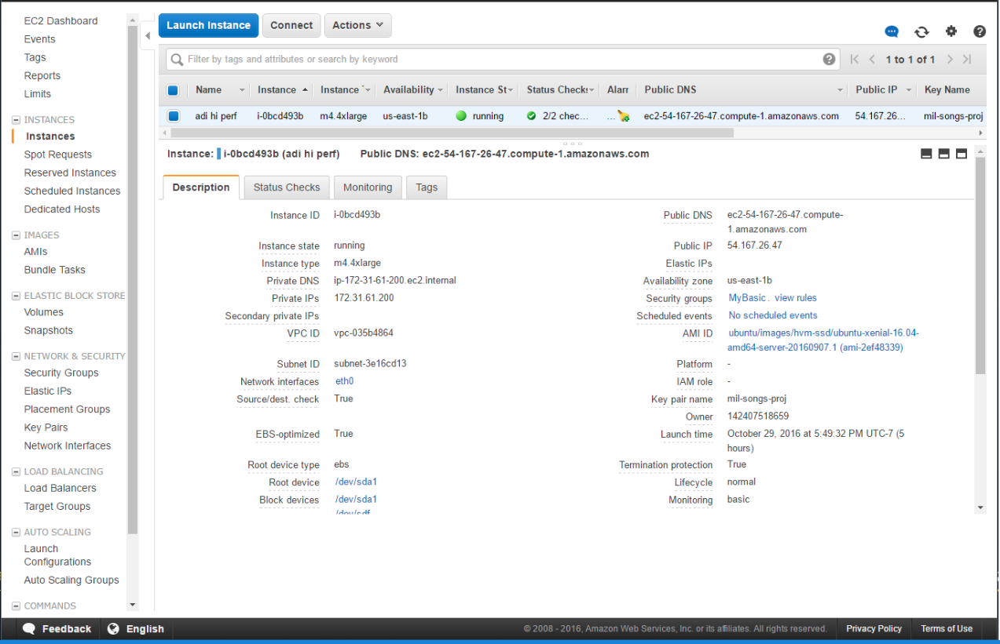 EC2 Dashboard
Events
Tags
Reports
Limits
INSTANCES
Instances
Spot Requests
Reserved Instances
Scheduled Instances
Dedicated Hosts
IMAGES
AMIs
Bundle Tasks
ELASTIC BLOCK STORE
Volumes
Snapshots
NETWORK & SECURITY
Security Groups
Elastic IPs
Placement Groups
Key Pairs
Network Interfaces
LOAD BALANCING
Load Balancers
Target Groups
AUTO SCALING
Launch
Configurations
Auto Scaling Groups
COMMANDS
Launch Instance Connect Actions
Filter by tags and attributes or search by keyword
1 to 1 of 1
Name Instance Instance Availability Instance St Status Check: Alarr Public DNS Public IP Key Name
adi hi perf i-0bcd493b m4.4xlarge us-east-1b running 2/2 chec... ... ec2-54-167-26-47.compute-1.amazonaws.com 54.167.26... mil-songs-proj
Instance: i-0bcd493b (adi hi perf) Public DNS: ec2-54-167-26-47.compute-1.amazonaws.com
Description Status Checks Monitoring Tags
Instance ID i-0bcd493b
Instance state running
Instance type m4.4xlarge
Private DNS ip-172-31-61-200.ec2.internal
Private IPs 172.31.61.200
Secondary private IPs
VPC ID vpc-035b4864
Subnet ID subnet-3e16cd13
Network interfaces eth0
Source/dest. check True
EBS-optimized True
Root device type ebs
Root device /dev/sda1
Block devices /dev/sda1
/dev/sdf
Public DNS ec2-54-167-26-47.compute-
1.amazonaws.com
Public IP 54.167.26.47
Elastic IPs
Availability zone us-east-1b
Security groups MyBasic . view rules
Scheduled events No scheduled events
AMI ID ubuntu/images/hvm-ssd/ubuntu-xenial-16.04-
amd64-server-20160907.1 (ami-2ef48339)
Platform -
IAM role -
Key pair name mil-songs-proj
Owner 142407518659
Launch time October 29, 2016 at 5:49:32 PM UTC-7 (5
hours)
Termination protection True
Lifecycle normal
Monitoring basic
Feedback English © 2008 - 2016, Amazon Web Services, Inc. or its affiliates. All rights reserved. Privacy Policy Terms of Use